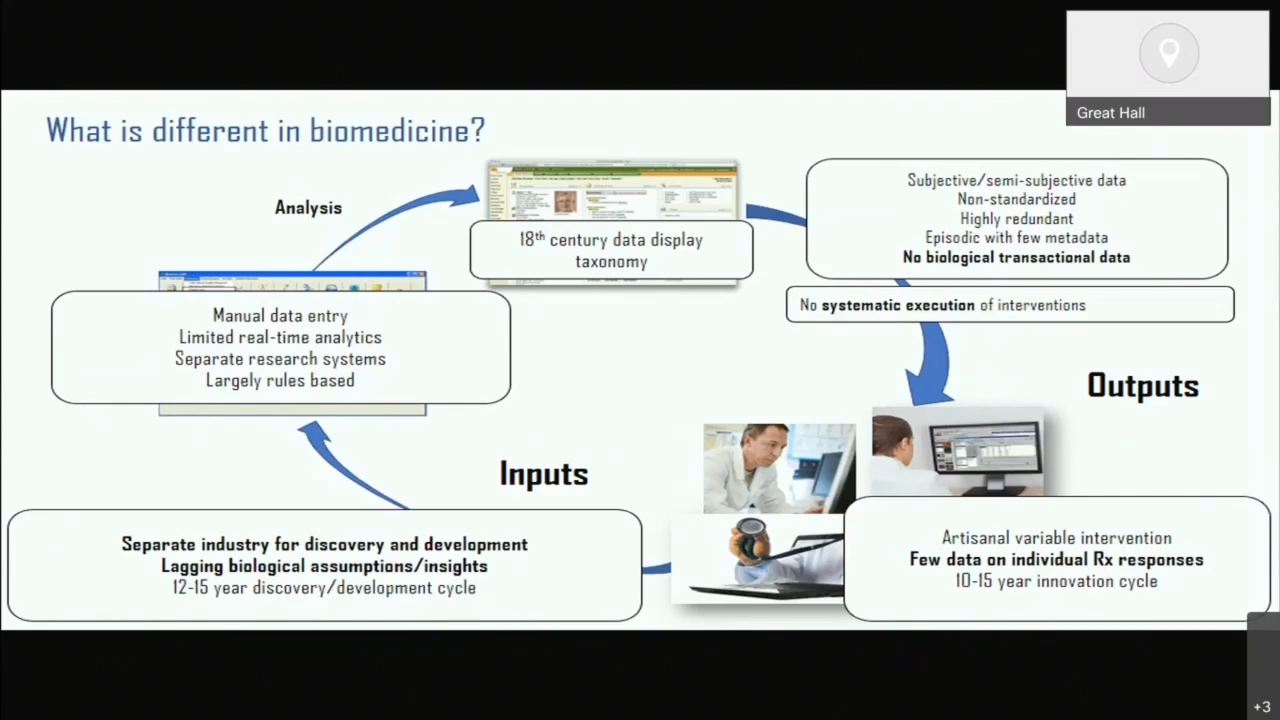 Great Hall
What is different in biomedicine?
Analysis
18th century data display
taxonomy
Subjective/semi-subjective data
Non-standardized
Highly redundant
Episodic with few metadata
No biological transactional data
No systematic execution of interventions
Manual data entry
Limited real-time analytics
Separate research systems
Largely rules based
Outputs
Inputs
Separate industry for discovery and development
Lagging biological assumptions/insights
12-15 year discovery/development cycle
Artisanal variable intervention
Few data on individual Rx responses
10-15 year innovation cycle
+3